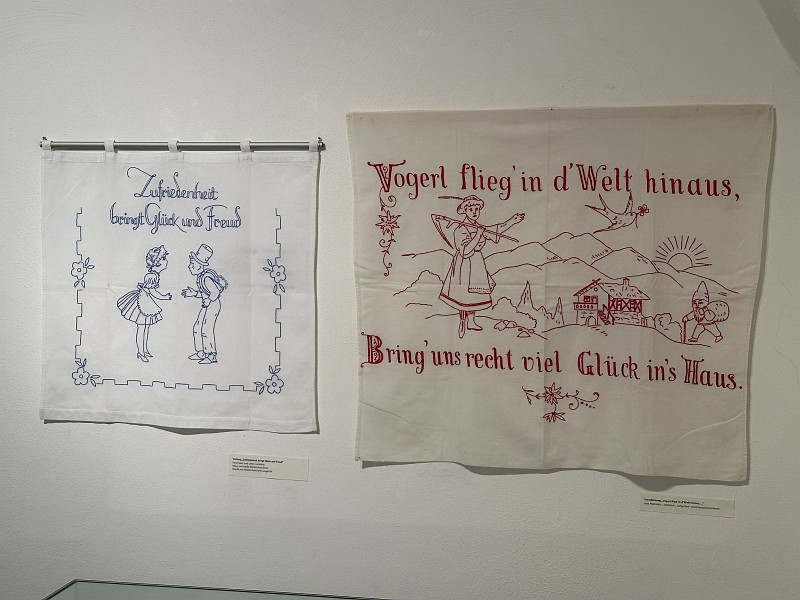 Zufriedenheit
bringt Glück und Freud
Vogerl flieg' in d'Welt hinaus,
Bring' uns recht viel Glück in's Haus.